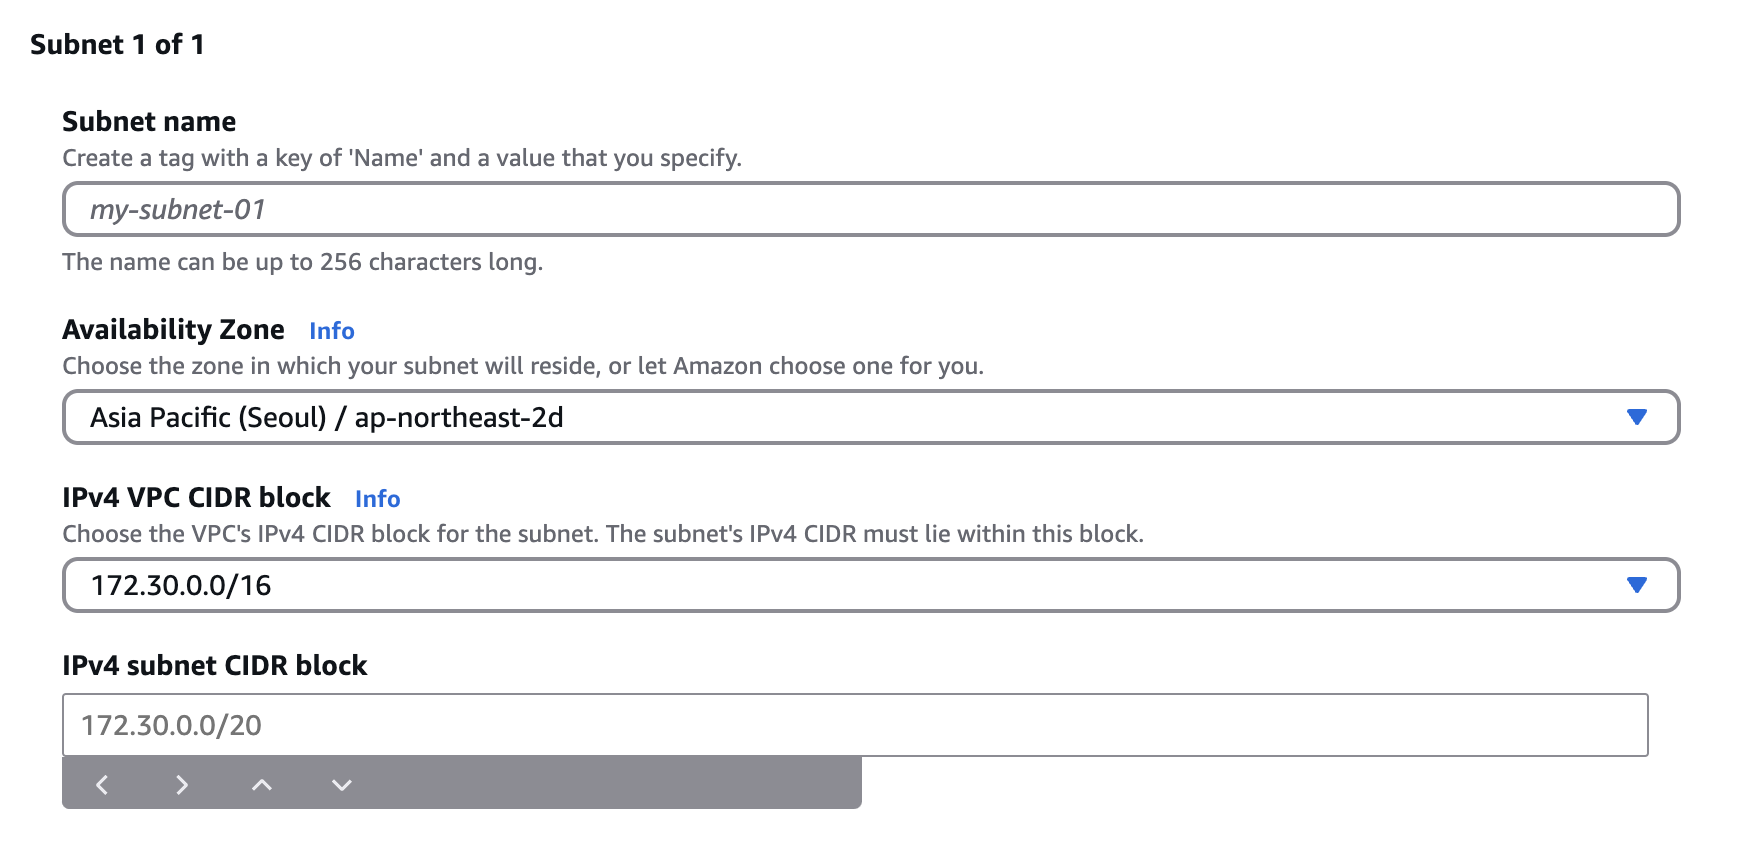 Subnet 1 of 1
Subnet name
Create a tag with a key of 'Name' and a value that you specify.
my-subnet-01
The name can be up to 256 characters long.
Availability Zone Info
Choose the zone in which your subnet will reside, or let Amazon choose one for you.
Asia Pacific (Seoul) / ap-northeast-2d
IPv4 VPC CIDR block Info
Choose the VPC's IPv4 CIDR block for the subnet. The subnet's IPv4 CIDR must lie within this block.
172.30.0.0/16
IPv4 subnet CIDR block
172.30.0.0/20